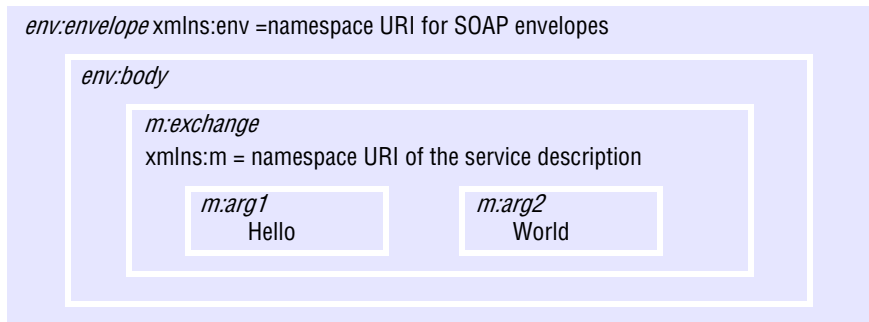 env:envelope xmlns:env =namespace URI for SOAP envelopes
env:body
m:exchange
xmlns:m = namespace URI of the service description
m:arg1
Hello
m:arg2
World